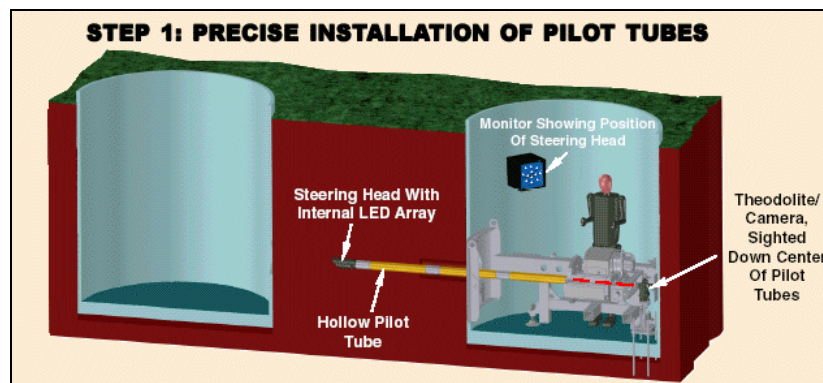 STEP 1: PRECISE INSTALLATION OF PILOT TUBES
Monitor Showing Position
Of Steering Head
Steering Head With
Internal LED Array
Theodolite/
Camera,
Sighted
Down Center
Of Pilot
Tubes
Hollow Pilot
Tube